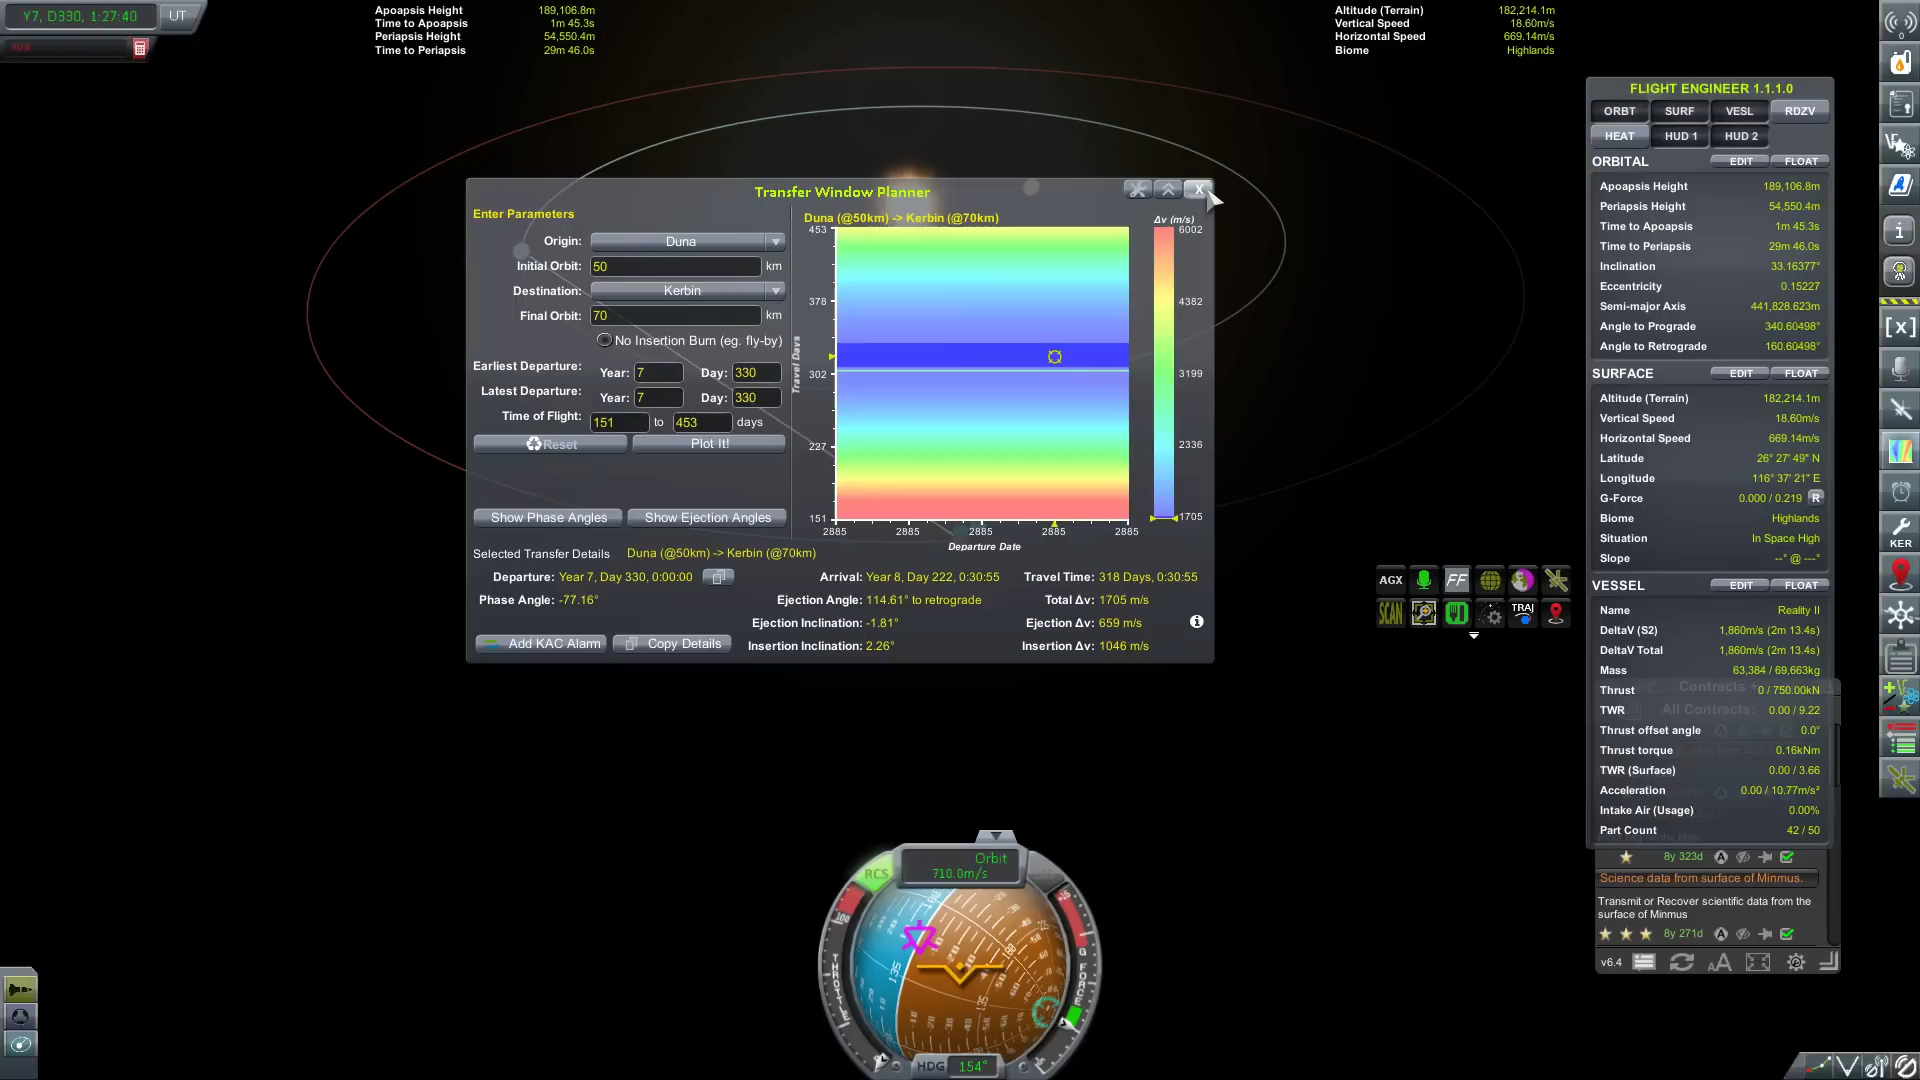 Y7, D330, 1:27:40 UT
N/A
Apoapsis Height 189,106.8m
Time to Apoapsis 1m 45.3s
Periapsis Height 54,550.4m
Time to Periapsis 29m 46.0s
Altitude (Terrain) 182,214.1m
Vertical Speed 18.60m/s
Horizontal Speed 669.14m/s
Biome Highlands
Transfer Window Planner X
Enter Parameters
Origin: Duna
Initial Orbit: 50 km
Destination: Kerbin
Final Orbit: 70 km
No Insertion Burn (eg. fly-by)
Earliest Departure: Year: 7 Day: 330
Latest Departure: Year: 7 Day: 330
Time of Flight: 151 to 453 days
Reset Plot It!
Show Phase Angles Show Ejection Angles
Duna (@50km) -> Kerbin (@70km)
Δv (m/s)
453
378
302
227
151
Travel Days
2885 2885 2885 2885 2885
Departure Date
6002
4382
3199
2336
1705
Selected Transfer Details Duna (@50km) -> Kerbin (@70km)
Departure: Year 7, Day 330, 0:00:00 Arrival: Year 8, Day 222, 0:30:55 Travel Time: 318 Days, 0:30:55
Phase Angle: -77.16° Ejection Angle: 114.61° to retrograde Total Δv: 1705 m/s
Ejection Inclination: -1.81° Ejection Δv: 659 m/s
Add KAC Alarm Copy Details Insertion Inclination: 2.26° Insertion Δv: 1046 m/s
AGX FF
SCAN TRAJ
FLIGHT ENGINEER 1.1.1.0
ORBT SURF VESL RDZV
HEAT HUD 1 HUD 2
ORBITAL EDIT FLOAT
Apoapsis Height 189,106.8m
Periapsis Height 54,550.4m
Time to Apoapsis 1m 45.3s
Time to Periapsis 29m 46.0s
Inclination 33.16377°
Eccentricity 0.15227
Semi-major Axis 441,828.623m
Angle to Prograde 340.60498°
Angle to Retrograde 160.60498°
SURFACE EDIT FLOAT
Altitude (Terrain) 182,214.1m
Vertical Speed 18.60m/s
Horizontal Speed 669.14m/s
Latitude 26° 27' 49" N
Longitude 116° 37' 21" E
G-Force 0.000 / 0.219 R
Biome Highlands
Situation In Space High
Slope --° @ ---°
VESSEL EDIT FLOAT
Name Reality II
DeltaV (S2) 1,860m/s (2m 13.4s)
DeltaV Total 1,860m/s (2m 13.4s)
Mass 63,384 / 69,663kg
Thrust 0 / 750.00kN
TWR 0.00 / 9.22
Thrust offset angle 0.0°
Thrust torque 0.16kNm
TWR (Surface) 0.00 / 3.66
Acceleration 0.00 / 10.77m/s²
Intake Air (Usage) 0.00%
Part Count 42 / 50
Contracts +
All Contracts:
8y 323d
Science data from surface of Minmus.
Transmit or Recover scientific data from the
surface of Minmus
8y 271d
v6.4 AA
KER
[x]
0
Orbit
710.0m/s
RCS
100
THROTTLE
G FORCE
HDG 154°